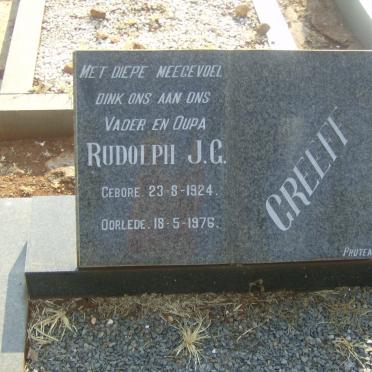 MET DIEPE MEEGEVOEL
DINK ONS AAN ONS
VADER EN OUPA
RUDOLPH J.G.
GEBORE 23-8-1924.
OORLEDE 18-5-1976.
GREEFF